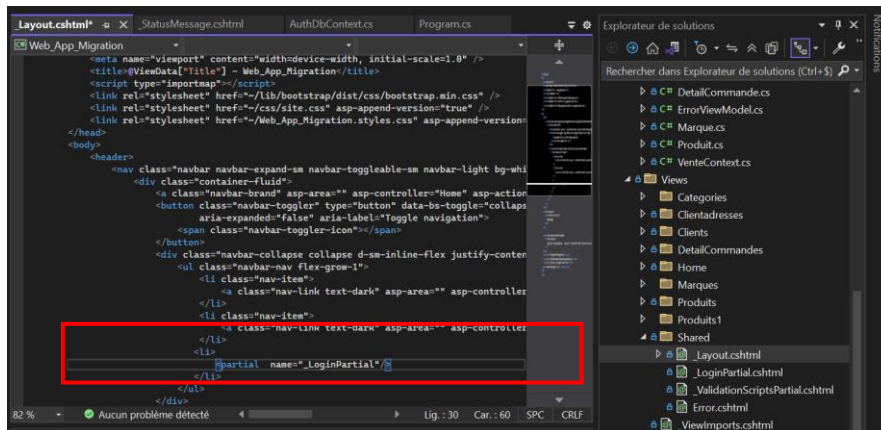 _Layout.cshtml* _StatusMessage.cshtml AuthDbContext.cs Program.cs
Web_App_Migration
<meta name="viewport" content="width=device-width, initial-scale=1.0" />
<title>@ViewData["Title"] - Web_App_Migration</title>
<script type="importmap"></script>
<link rel="stylesheet" href="~/lib/bootstrap/dist/css/bootstrap.min.css" />
<link rel="stylesheet" href="~/css/site.css" asp-append-version="true" />
<link rel="stylesheet" href="~/Web_App_Migration.styles.css" asp-append-version=
</head>
<body>
<header>
<nav class="navbar navbar-expand-sm navbar-toggleable-sm navbar-light bg-whi
<div class="container-fluid">
<a class="navbar-brand" asp-area="" asp-controller="Home" asp-action
<button class="navbar-toggler" type="button" data-bs-toggle="collaps
aria-expanded="false" aria-label="Toggle navigation">
<span class="navbar-toggler-icon"></span>
</button>
<div class="navbar-collapse collapse d-sm-inline-flex justify-conten
<ul class="navbar-nav flex-grow-1">
<li class="nav-item">
<a class="nav-link text-dark" asp-area="" asp-controller
</li>
<li class="nav-item">
<a class="nav-link text-dark" asp-area="" asp-controller
</li>
<li>
<partial name="_LoginPartial"/>
</li>
</ul>
</div>
82 % Aucun problème détecté Lig. : 30 Car. : 60 SPC CRLF
Explorateur de solutions
Rechercher dans Explorateur de solutions (Ctrl+$)
C# DetailCommande.cs
C# ErrorViewModel.cs
C# Marque.cs
C# Produit.cs
C# VenteContext.cs
Views
Categories
Clientadresses
Clients
DetailCommandes
Home
Marques
Produits
Produits1
Shared
_Layout.cshtml
_LoginPartial.cshtml
_ValidationScriptsPartial.cshtml
Error.cshtml
_ViewImports.cshtml
Notifications